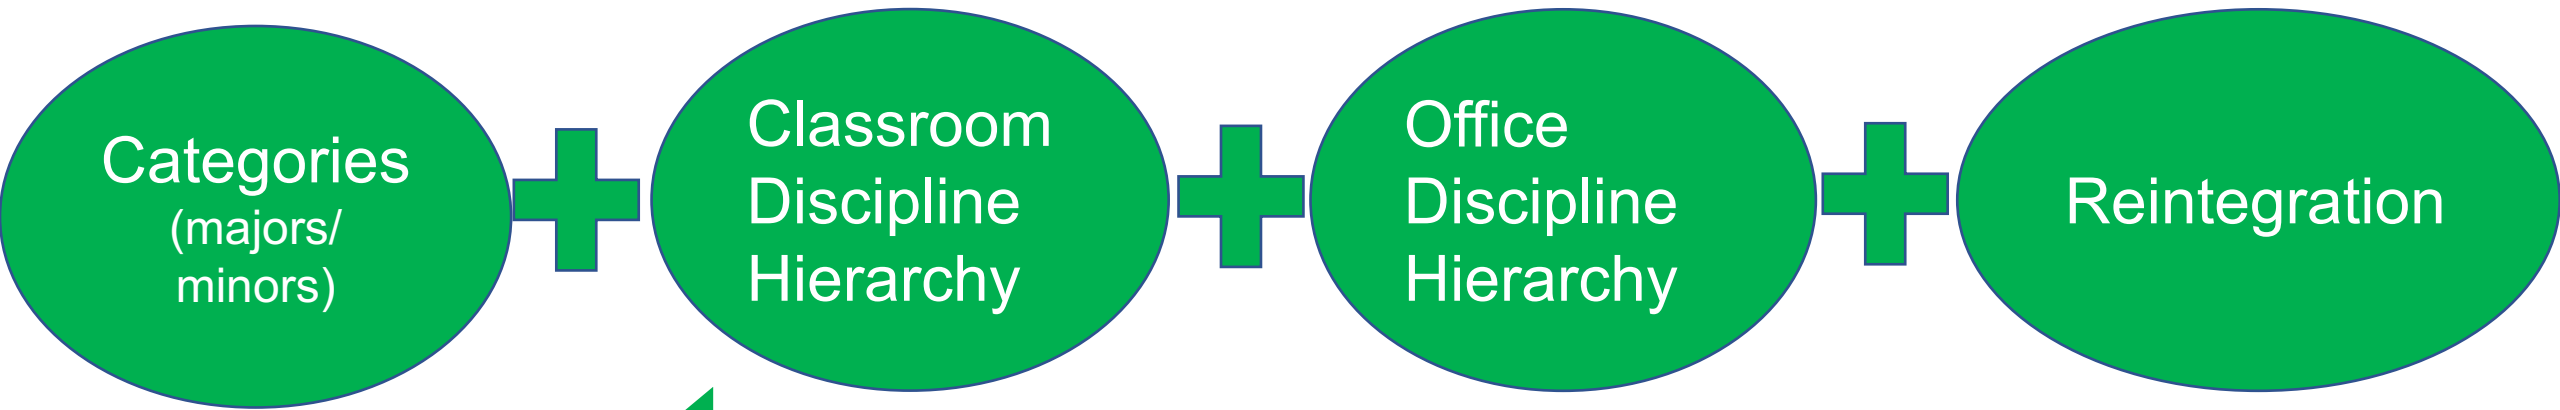 Categories
(majors/
minors)
Classroom
Discipline
Hierarchy
Office
Discipline
Hierarchy
Reintegration